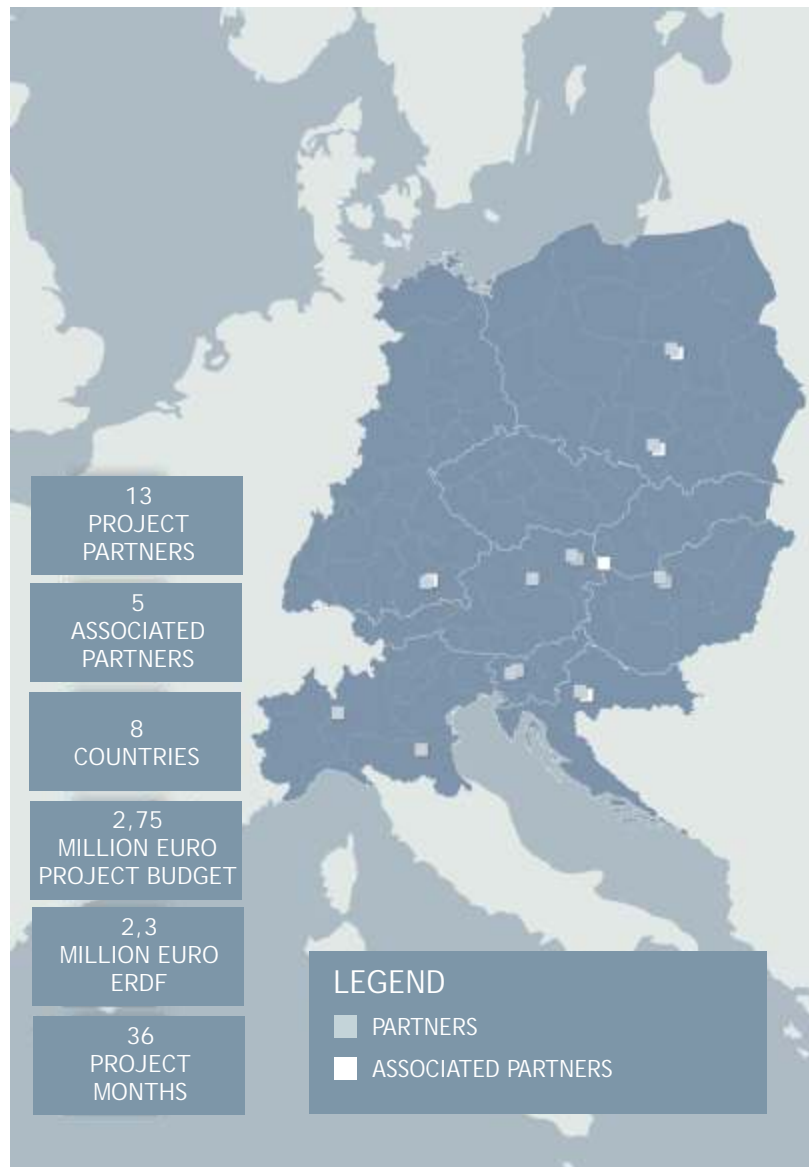 13
PROJECT
PARTNERS
5
ASSOCIATED
PARTNERS
8
COUNTRIES
2,75
MILLION EURO
PROJECT BUDGET
2,3
MILLION EURO
ERDF
36
PROJECT
MONTHS
LEGEND
PARTNERS
ASSOCIATED PARTNERS